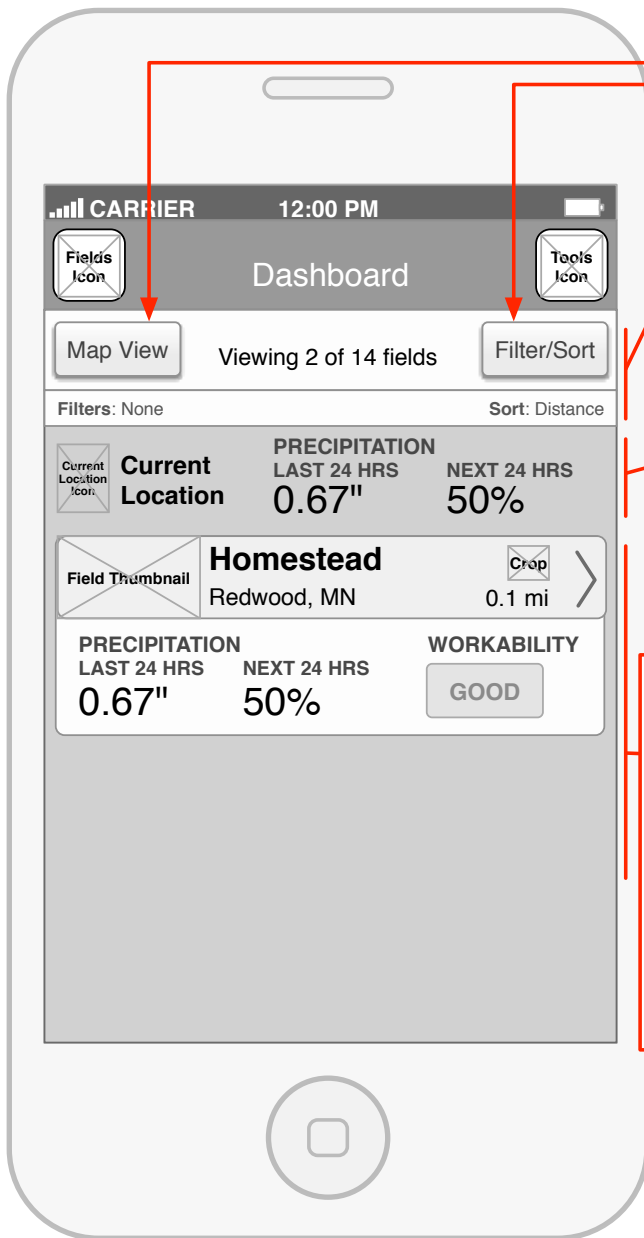 CARRIER 12:00 PM
Fields
Icon
Dashboard
Tools
Icon
Map View
Viewing 2 of 14 fields
Filter/Sort
Filters: None
Sort: Distance
Current
Location
Icon
Current
Location
PRECIPITATION
LAST 24 HRS NEXT 24 HRS
0.67" 50%
Field Thumbnail
Homestead
Redwood, MN
Crop
0.1 mi
PRECIPITATION
LAST 24 HRS NEXT 24 HRS
0.67" 50%
WORKABILITY
GOOD